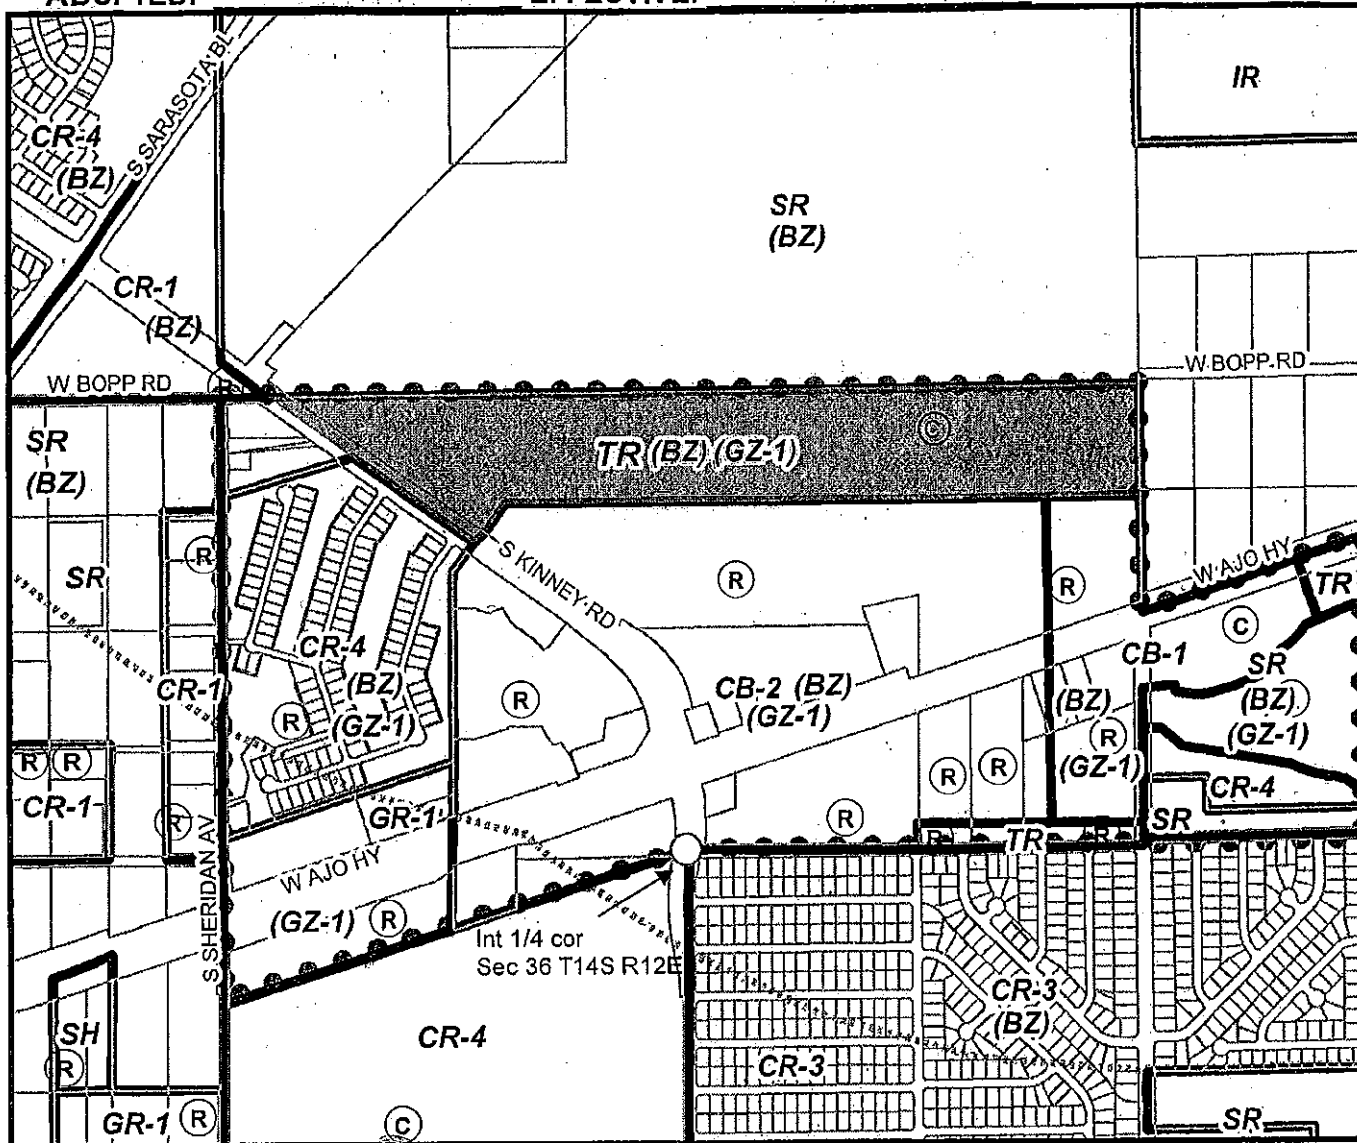 IR
CR-4
(BZ)
S SARASOTA BL
SR
(BZ)
CR-1
(BZ)
W BOPP RD
R
W BOPP RD
SR
(BZ)
TR (BZ) (GZ-1)
C
S KINNEY RD
W AJO HY
R
SR
R
R
TR
C
CR-4
(BZ)
(GZ-1)
CR-1
R
R
CB-2 (BZ)
(GZ-1)
CB-1
SR
(BZ)
(GZ-1)
(BZ)
R
(GZ-1)
R
R
R
R
CR-1
R
GR-1
R
R
TR
R
CR-4
SR
S SHERIDAN AV
W AJO HY
(GZ-1)
R
Int 1/4 cor
Sec 36 T14S R12E
CR-3
(BZ)
SH
R
CR-4
CR-3
GR-1
R
C
SR